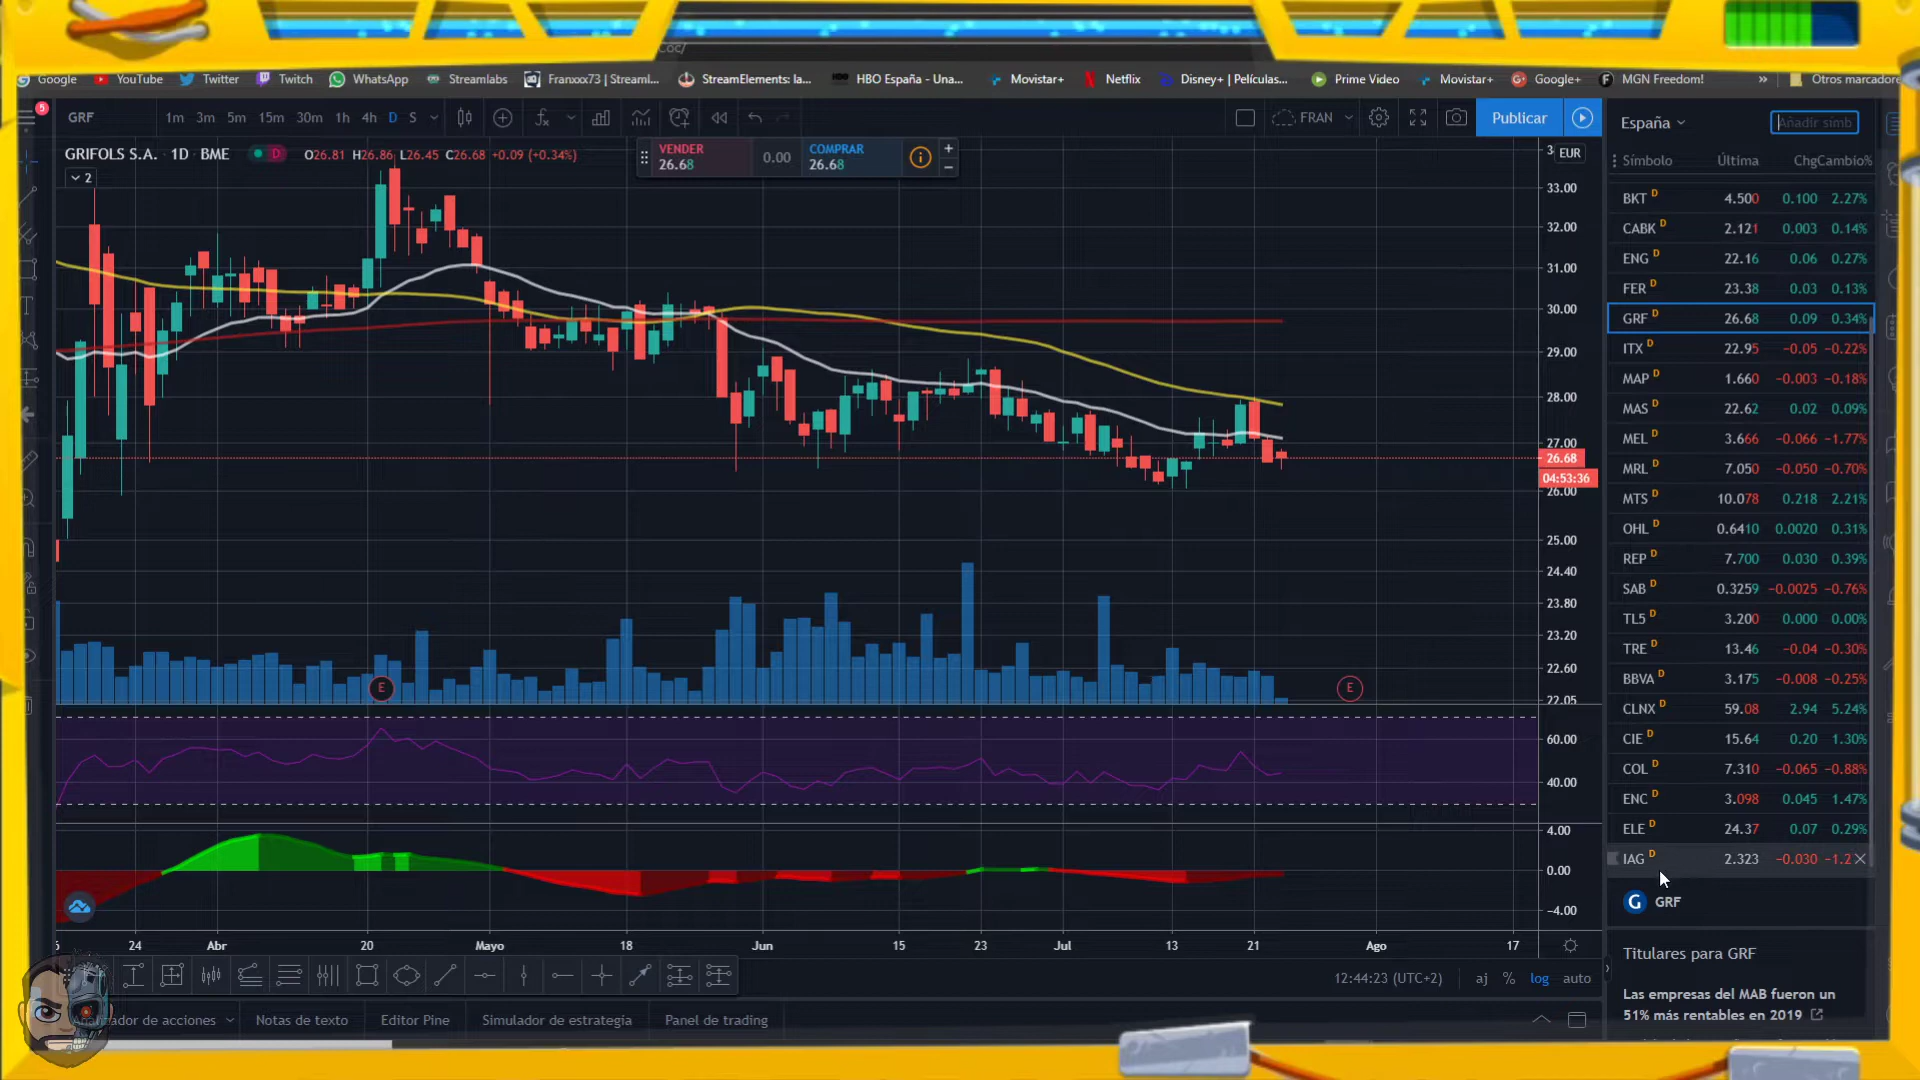 Coc/
Google YouTube Twitter Twitch WhatsApp Streamlabs Franxxx73 | Streaml... StreamElements: la... HBO España - Una... Movistar+ Netflix Disney+ | Películas... Prime Video Movistar+ Google+ MGN Freedom! » Otros marcadore
5
GRF 1m 3m 5m 15m 30m 1h 4h D S FRAN Publicar
España Añadir símb
GRIFOLS S.A. 1D BME D O26.81 H26.86 L26.45 C26.68 +0.09 (+0.34%)
VENDER 26.68
0.00
COMPRAR 26.68
EUR
2
Símbolo Última Chg Cambio%
BKT D 4.500 0.100 2.27%
CABK D 2.121 0.003 0.14%
ENG D 22.16 0.06 0.27%
FER D 23.38 0.03 0.13%
GRF D 26.68 0.09 0.34%
ITX D 22.95 −0.05 −0.22%
MAP D 1.660 −0.003 −0.18%
MAS D 22.62 0.02 0.09%
MEL D 3.666 −0.066 −1.77%
MRL D 7.050 −0.050 −0.70%
MTS D 10.078 0.218 2.21%
OHL D 0.6410 0.0020 0.31%
REP D 7.700 0.030 0.39%
SAB D 0.3259 −0.0025 −0.76%
TL5 D 3.200 0.000 0.00%
TRE D 13.46 −0.04 −0.30%
BBVA D 3.175 −0.008 −0.25%
CLNX D 59.08 2.94 5.24%
CIE D 15.64 0.20 1.30%
COL D 7.310 −0.065 −0.88%
ENC D 3.098 0.045 1.47%
ELE D 24.37 0.07 0.29%
IAG D 2.323 −0.030 −1.2
33.00
32.00
31.00
30.00
29.00
28.00
27.00
26.68
04:53:36
26.00
25.00
24.40
23.80
23.20
22.60
22.05
E E
60.00
40.00
4.00
0.00
−4.00
24 Abr 20 Mayo 18 Jun 15 23 Jul 13 21 Ago 17
12:44:23 (UTC+2) aj % log auto
G GRF
Titulares para GRF
Las empresas del MAB fueron un
51% más rentables en 2019
de acciones Notas de texto Editor Pine Simulador de estrategia Panel de trading